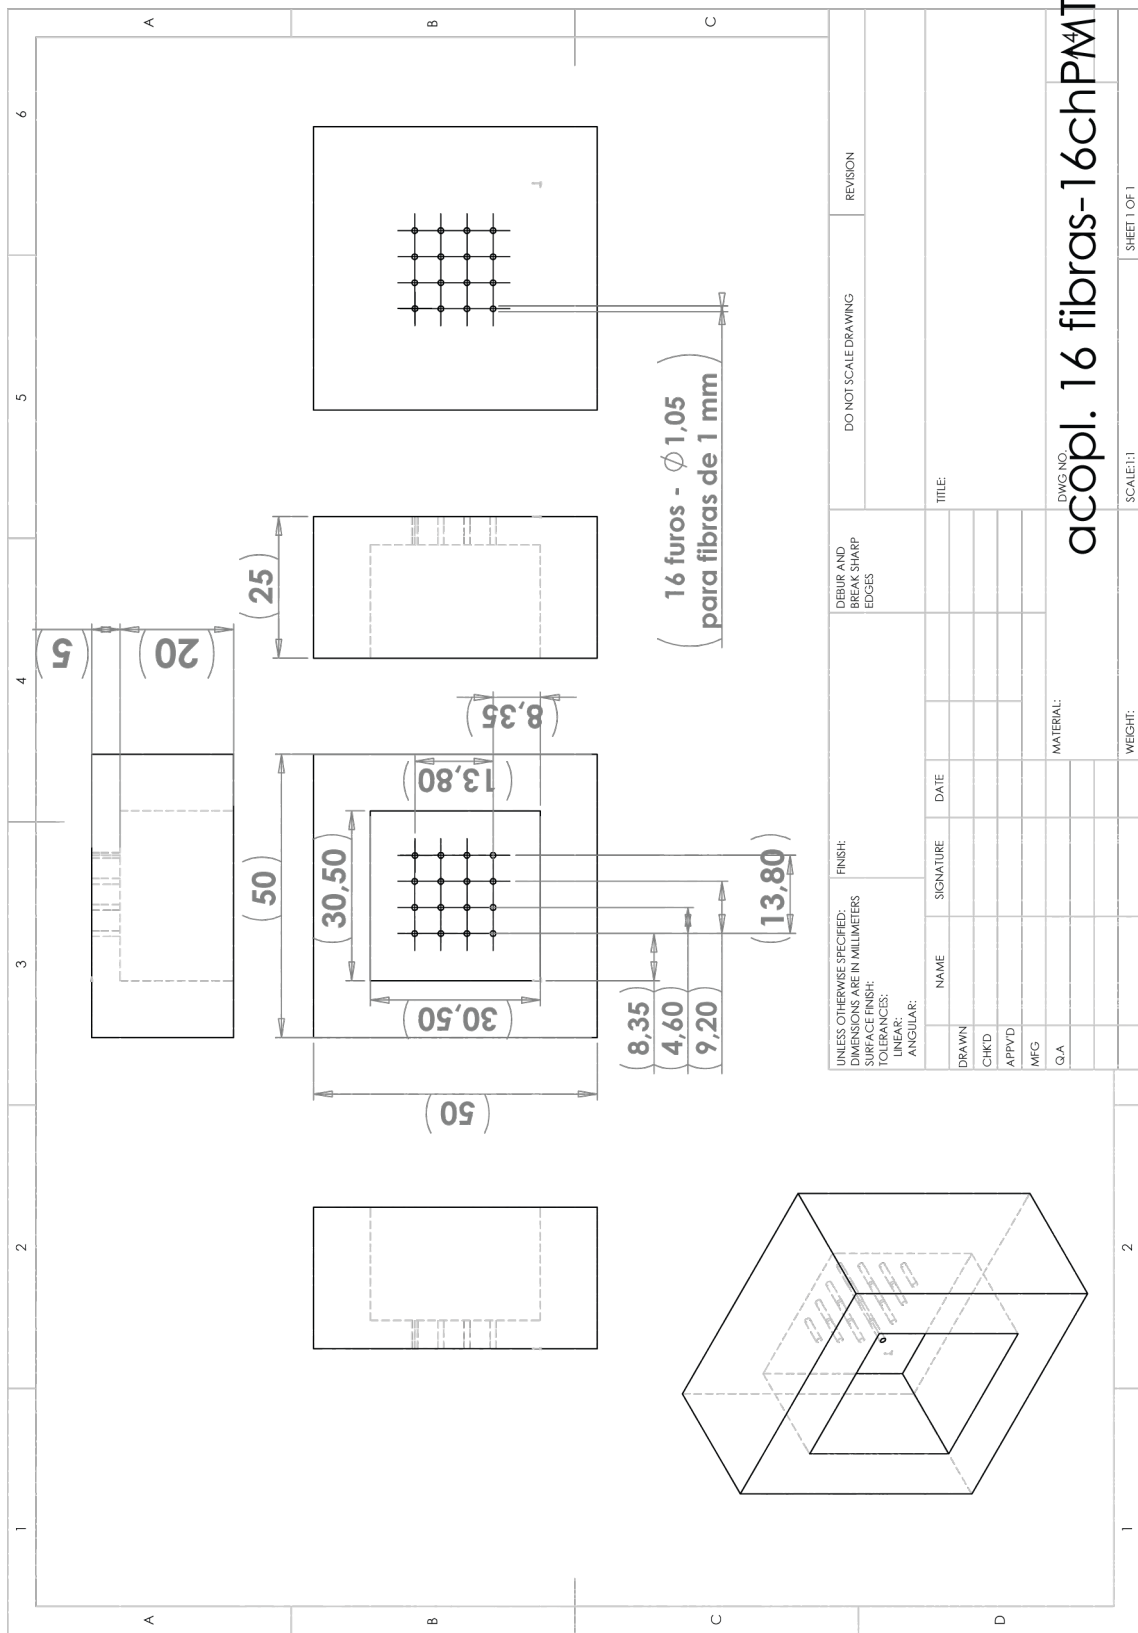 1
2
3
4
5
6
A
B
C
A
B
C
D
1
2
(5)
(20)
(25)
(50)
(30,50)
(13,80)
(8,35)
(30,50)
(50)
(8,35)
(4,60)
(9,20)
(13,80)
16 furos - ∅ 1,05
para fibras de 1 mm
1
1
UNLESS OTHERWISE SPECIFIED:
DIMENSIONS ARE IN MILLIMETERS
SURFACE FINISH:
TOLERANCES:
LINEAR:
ANGULAR:
FINISH:
DEBUR AND
BREAK SHARP
EDGES
DO NOT SCALE DRAWING
REVISION
NAME
SIGNATURE
DATE
DRAWN
CHK'D
APPV'D
MFG
Q.A
TITLE:
MATERIAL:
DWG NO.
acopl. 16 fibras-16chPMT
A4
WEIGHT:
SCALE:1:1
SHEET 1 OF 1